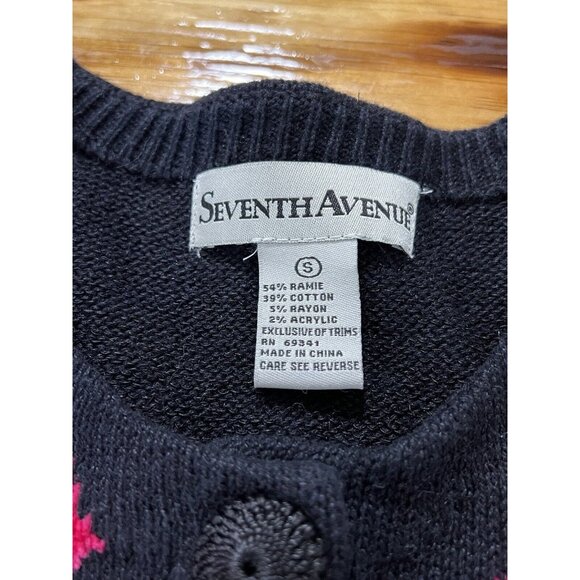 SEVENTH AVENUE®
S
54% RAMIE
39% COTTON
5% RAYON
2% ACRYLIC
EXCLUSIVE OF TRIMS
RN 69341
MADE IN CHINA
CARE SEE REVERSE